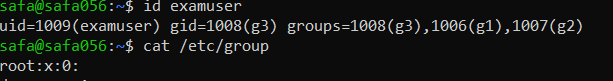 safa@safa056:~$ id examuser
uid=1009(examuser) gid=1008(g3) groups=1008(g3),1006(g1),1007(g2)
safa@safa056:~$ cat /etc/group
root:x:0: